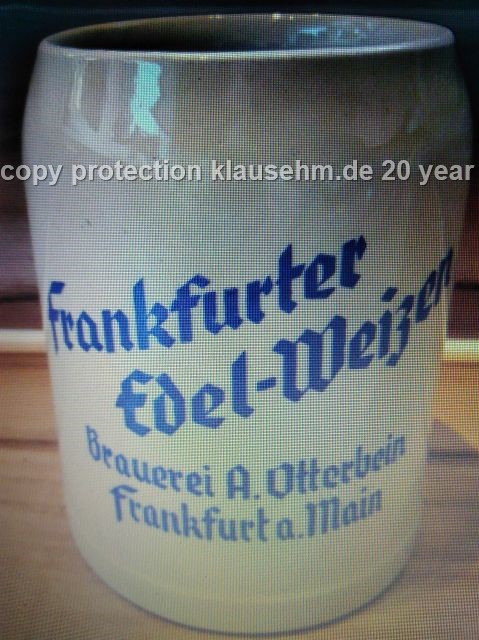 copy protection klausehm.de 20 year
Frankfurter
Edel-Weizen
Brauerei A. Otterbein
Frankfurt a. Main